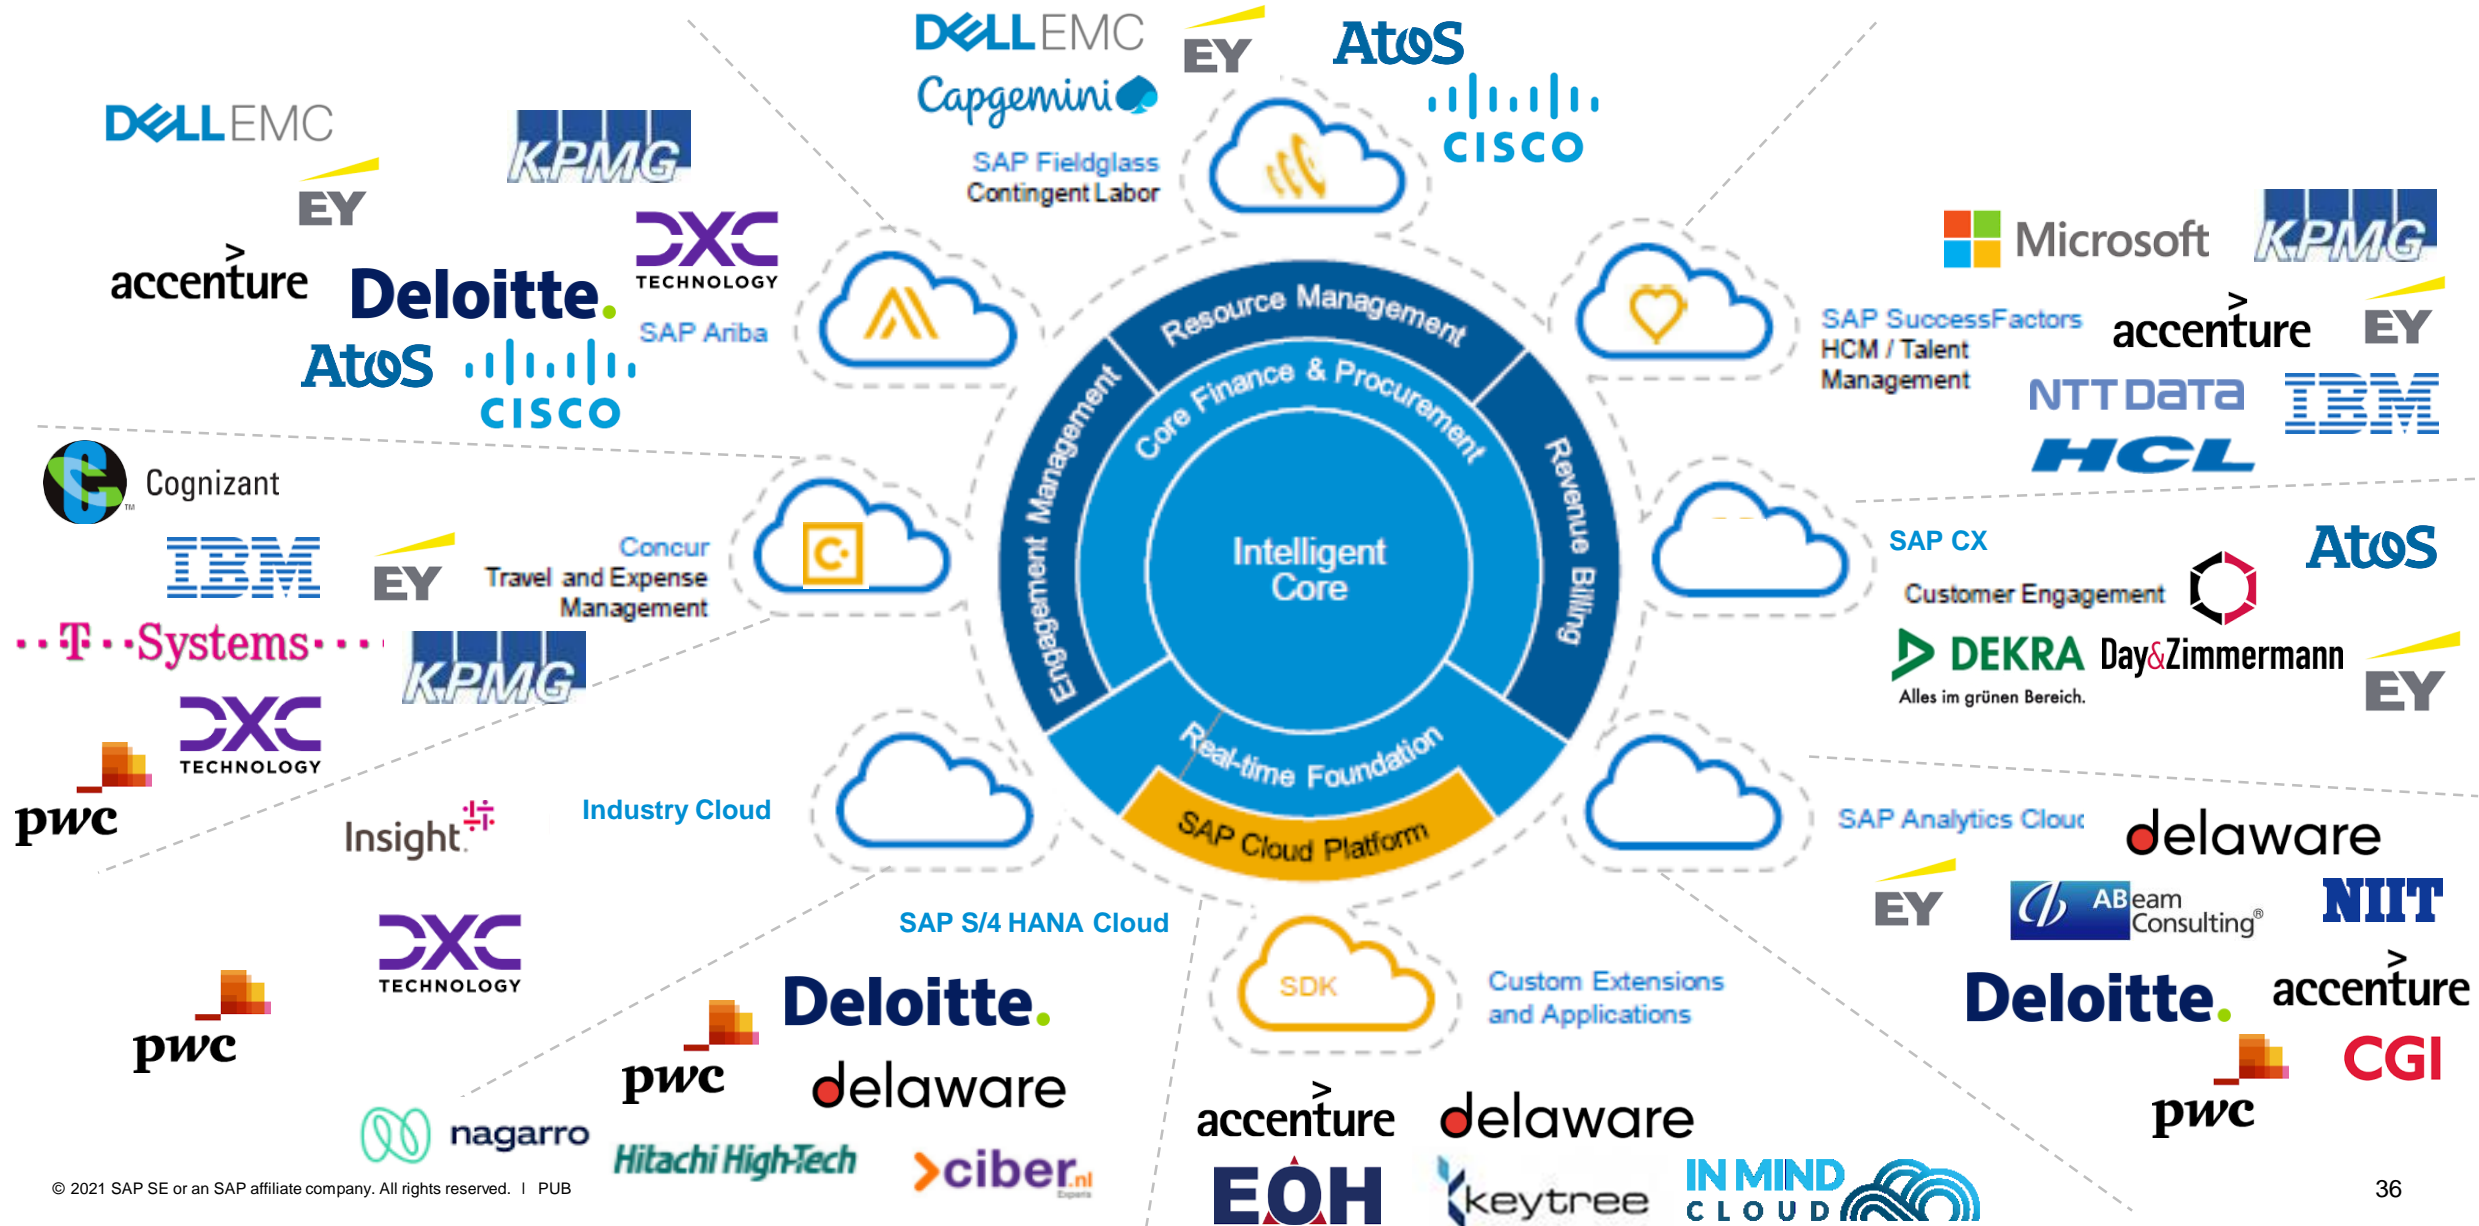 DELLEMC
EY
Atos
Capgemini
CISCO
SAP Fieldglass
Contingent Labor
DELLEMC
KPMG
EY
DXC
TECHNOLOGY
accenture
Deloitte.
SAP Ariba
Atos
CISCO
Microsoft
KPMG
SAP SuccessFactors
HCM / Talent
Management
accenture
EY
NTT DATA
IBM
HCL
Cognizant
TM
IBM
EY
Concur
Travel and Expense
Management
C
T··Systems
KPMG
DXC
TECHNOLOGY
pwc
Resource Management
Core Finance & Procurement
Engagement Management
Revenue Billing
Intelligent
Core
Real-time Foundation
SAP Cloud Platform
SAP CX
Atos
Customer Engagement
DEKRA
Alles im grünen Bereich.
Day&Zimmermann
EY
Insight
Industry Cloud
DXC
TECHNOLOGY
pwc
SAP Analytics Clou
delaware
EY
ABeam
Consulting®
NIIT
Deloitte.
accenture
pwc
CGI
SAP S/4 HANA Cloud
Deloitte.
pwc
delaware
nagarro
Hitachi High-Tech
ciber.nl
Experis
SDK
Custom Extensions
and Applications
accenture
delaware
EOH
keytree
IN MIND
CLOUD
© 2021 SAP SE or an SAP affiliate company. All rights reserved. ǀ PUB
36